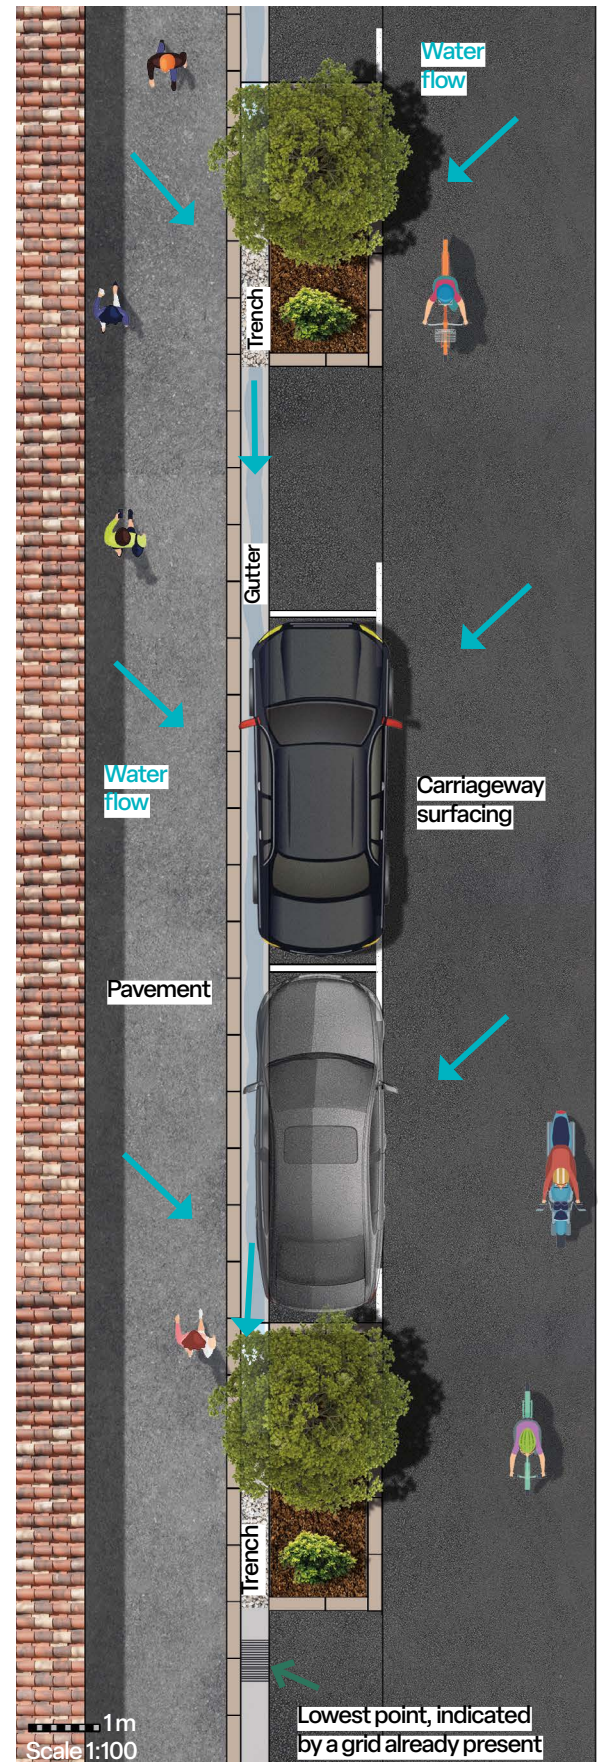 Water
flow
Trench
Gutter
Water
flow
Carriageway
surfacing
Pavement
Trench
Lowest point, indicated
by a grid already present
1m
Scale 1:100